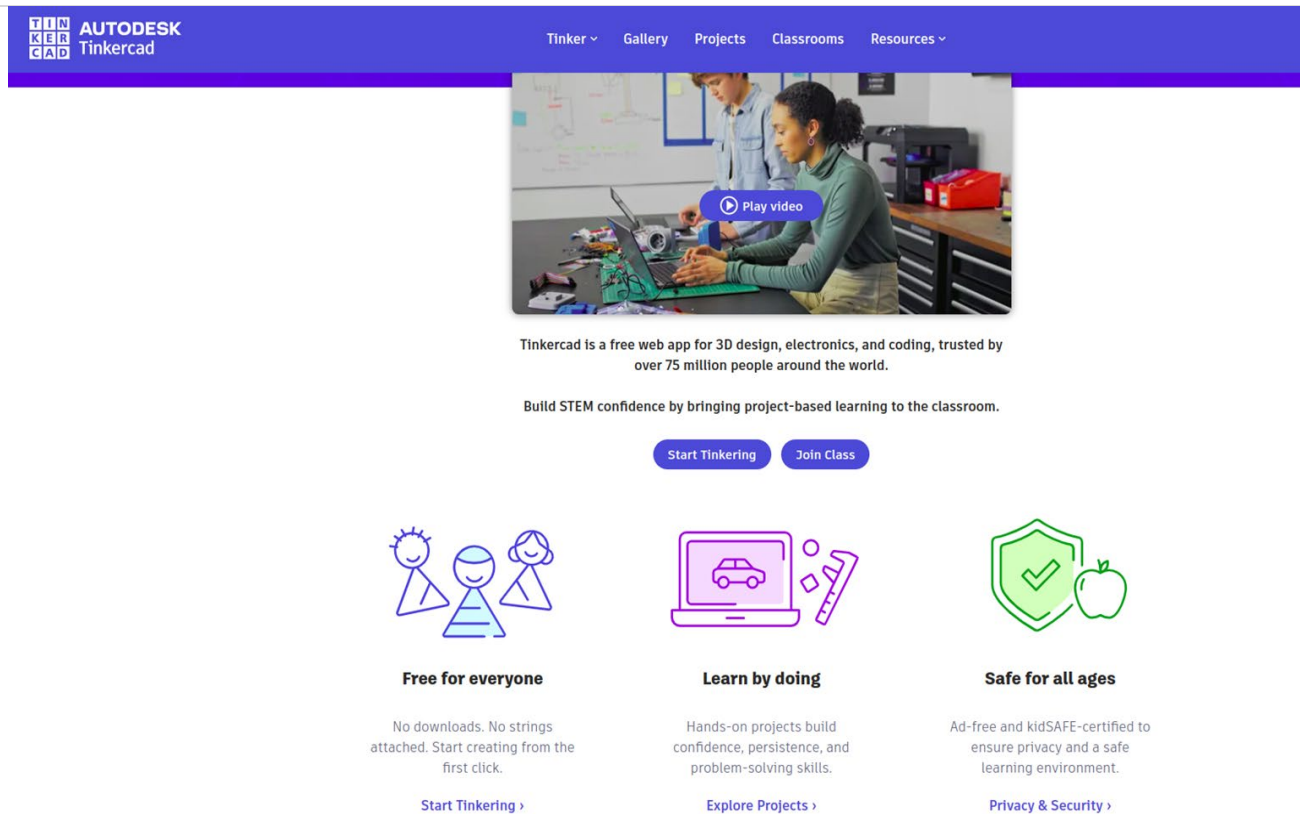 TIN
KER
CAD
AUTODESK
Tinkercad
Tinker
Gallery
Projects
Classrooms
Resources
Play video
Tinkercad is a free web app for 3D design, electronics, and coding, trusted by
over 75 million people around the world.
Build STEM confidence by bringing project-based learning to the classroom.
Start Tinkering
Join Class
Free for everyone
No downloads. No strings
attached. Start creating from the
first click.
Start Tinkering ›
Learn by doing
Hands-on projects build
confidence, persistence, and
problem-solving skills.
Explore Projects ›
Safe for all ages
Ad-free and kidSAFE-certified to
ensure privacy and a safe
learning environment.
Privacy & Security ›